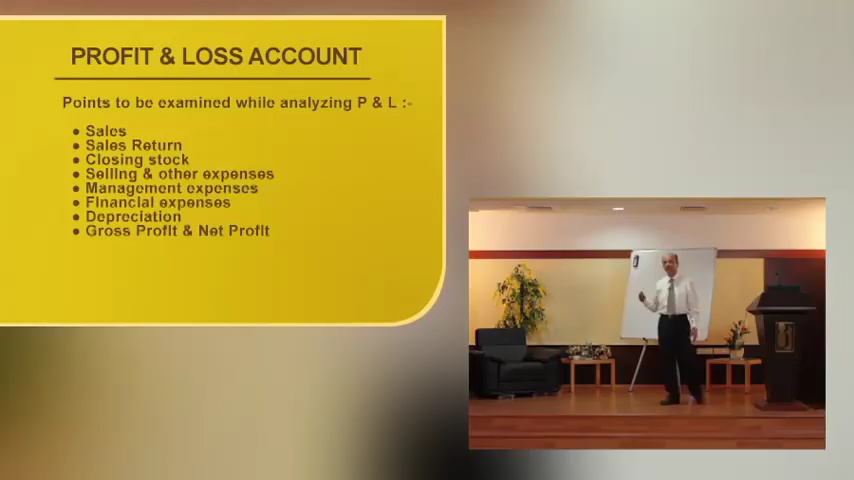 PROFIT & LOSS ACCOUNT
Points to be examined while analyzing P & L :-
● Sales
● Sales Return
● Closing stock
● Selling & other expenses
● Management expenses
● Financial expenses
● Depreciation
● Gross Profit & Net Profit